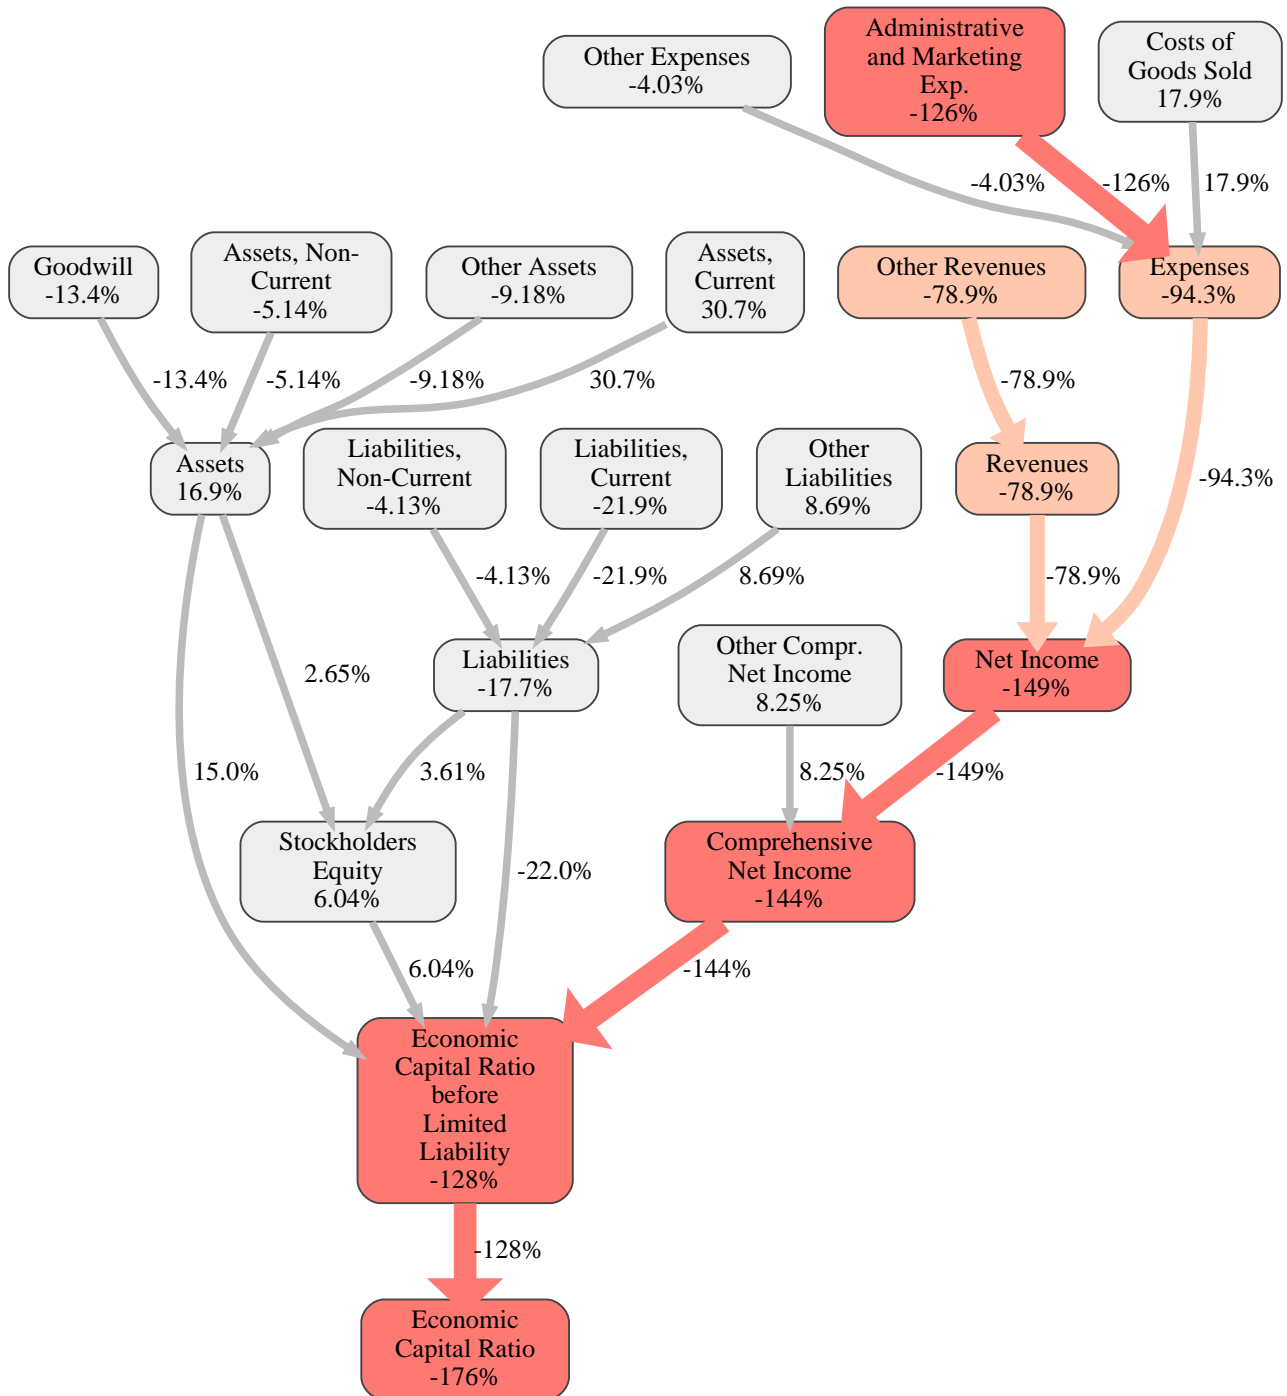 Other Expenses
-4.03%
Administrative
and Marketing
Exp.
-126%
Costs of
Goods Sold
17.9%
-4.03%
-126%
17.9%
Goodwill
-13.4%
Assets, Non-
Current
-5.14%
Other Assets
-9.18%
Assets,
Current
30.7%
Other Revenues
-78.9%
Expenses
-94.3%
-13.4%
-5.14%
-9.18%
30.7%
-78.9%
Assets
16.9%
Liabilities,
Non-Current
-4.13%
Liabilities,
Current
-21.9%
Other
Liabilities
8.69%
Revenues
-78.9%
-94.3%
-4.13%
-21.9%
8.69%
-78.9%
2.65%
Liabilities
-17.7%
Other Compr.
Net Income
8.25%
Net Income
-149%
15.0%
3.61%
8.25%
-149%
Stockholders
Equity
6.04%
-22.0%
Comprehensive
Net Income
-144%
6.04%
-144%
Economic
Capital Ratio
before
Limited
Liability
-128%
-128%
Economic
Capital Ratio
-176%